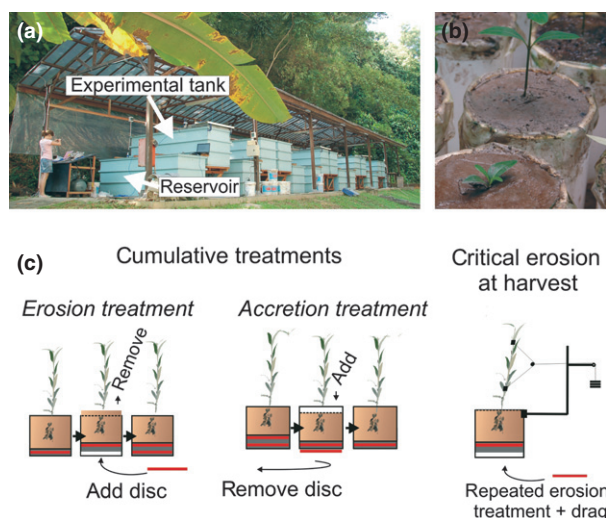 (a)
Experimental tank
Reservoir
(b)
(c)
Cumulative treatments
Erosion treatment
Remove
Add disc
Accretion treatment
Add
Remove disc
Critical erosion
at harvest
Repeated erosion
treatment + drag